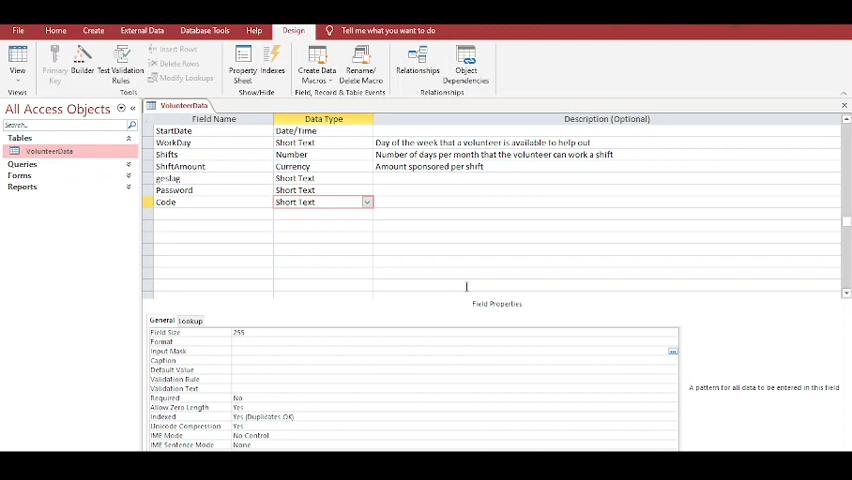 File Home Create External Data Database Tools Help Design Tell me what you want to do
View Primary Key Builder Test Validation Rules Insert Rows Delete Rows Modify Lookups Property Sheet Indexes Create Data Macros Rename/ Delete Macro Relationships Object Dependencies
Views Tools Show/Hide Field, Record & Table Events Relationships
All Access Objects
Search...
Tables
VolunteerData
Queries
Forms
Reports
VolunteerData
Field Name Data Type Description (Optional)
StartDate Date/Time
WorkDay Short Text Day of the week that a volunteer is available to help out
Shifts Number Number of days per month that the volunteer can work a shift
ShiftAmount Currency Amount sponsored per shift
geslag Short Text
Password Short Text
Code Short Text
Field Properties
General Lookup
Field Size 255
Format
Input Mask
Caption
Default Value
Validation Rule
Validation Text
Required No
Allow Zero Length Yes
Indexed Yes (Duplicates OK)
Unicode Compression Yes
IME Mode No Control
IME Sentence Mode None
A pattern for all data to be entered in this field